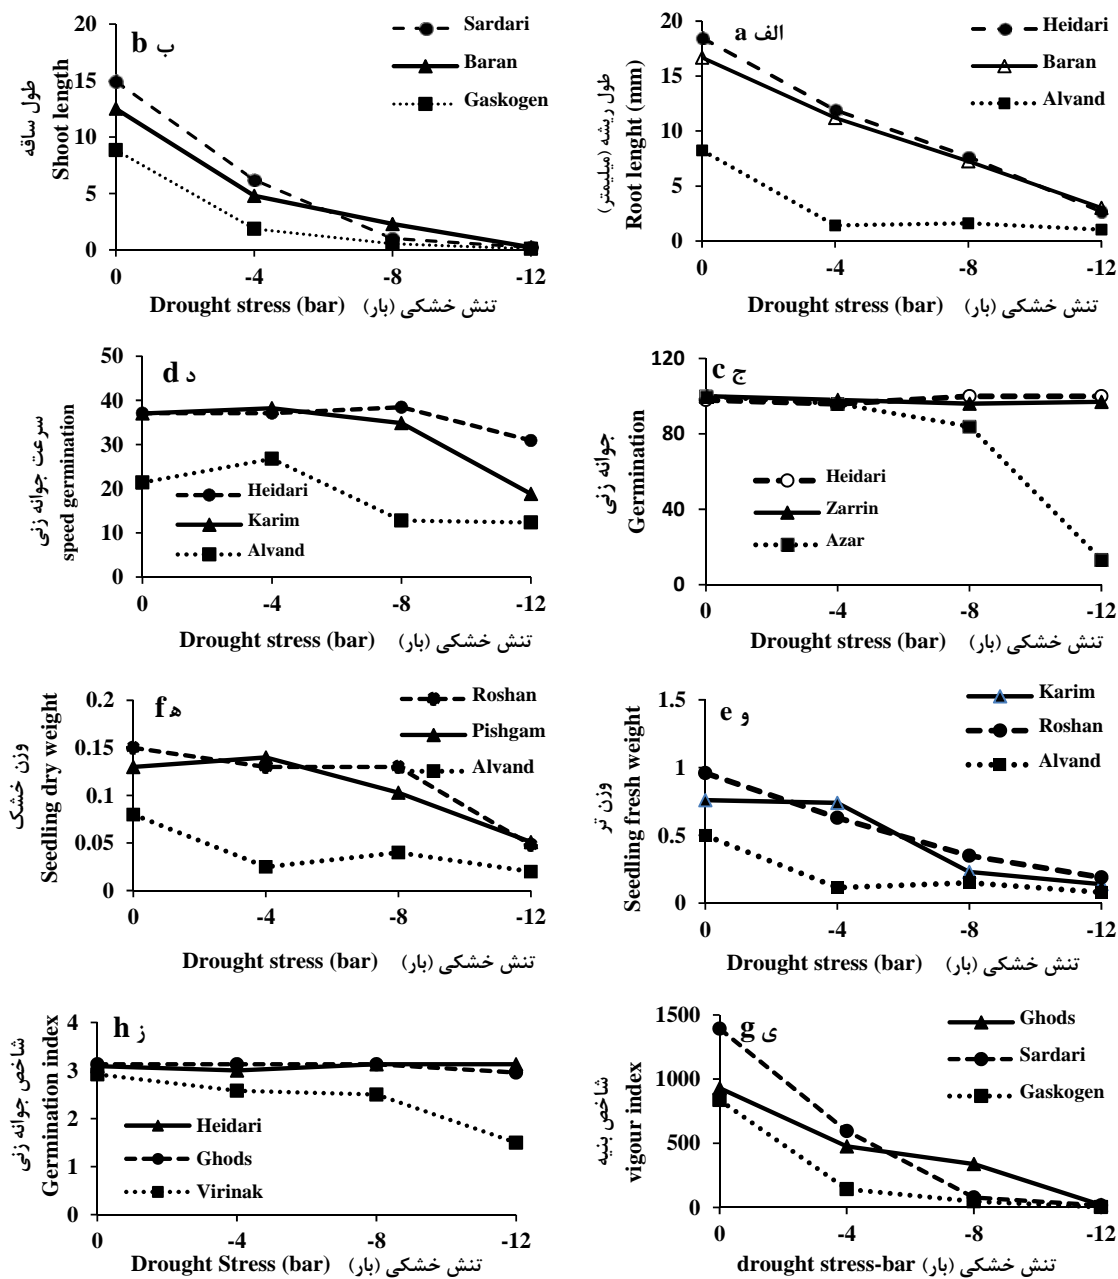 b ب
Sardari
Baran
Gaskogen
20
15
10
5
0
طول ساقه
Shoot length
0
-4
-8
-12
Drought stress (bar) تنش خشکی (بار)
a الف
Heidari
Baran
Alvand
20
15
10
5
0
طول ریشه (میلیمتر)
Root lenght (mm)
0
-4
-8
-12
Drought stress (bar) تنش خشکی (بار)
d د
50
40
30
20
10
0
سرعت جوانه زنی
speed germination
Heidari
Karim
Alvand
0
-4
-8
-12
Drought stress (bar) تنش خشکی (بار)
c ج
120
80
40
0
جوانه زنی
Germination
Heidari
Zarrin
Azar
0
-4
-8
-12
Drought stress (bar) تنش خشکی (بار)
f ه
Roshan
Pishgam
Alvand
0.2
0.15
0.1
0.05
0
وزن خشک
Seedling dry weight
0
-4
-8
-12
Drought stress (bar) تنش خشکی (بار)
e و
Karim
Roshan
Alvand
1.5
1
0.5
0
وزن تر
Seedling fresh weight
0
-4
-8
-12
Drought stress (bar) تنش خشکی (بار)
h ز
4
3
2
1
0
شاخص جوانه زنی
Germination index
Heidari
Ghods
Virinak
0
-4
-8
-12
Drought Stress (bar) تنش خشکی (بار)
g ی
Ghods
Sardari
Gaskogen
1500
1000
500
0
شاخص بنیه
vigour index
0
-4
-8
-12
drought stress-bar تنش خشکی (بار)